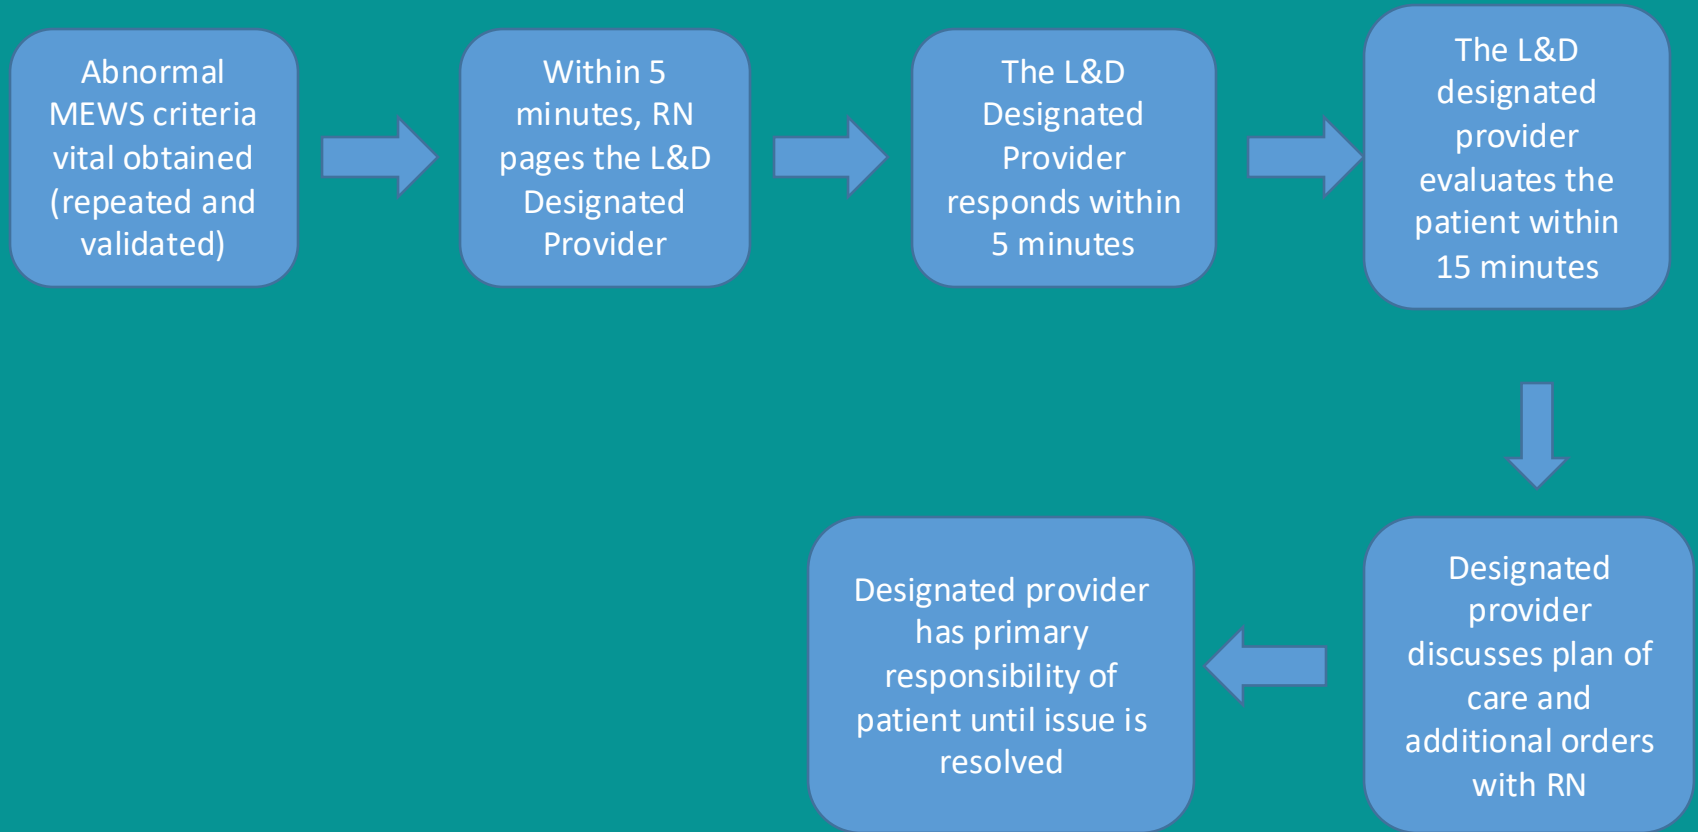 Abnormal
MEWS criteria
vital obtained
(repeated and
validated)
Within 5
minutes, RN
pages the L&D
Designated
Provider
The L&D
Designated
Provider
responds within
5 minutes
The L&D
designated
provider
evaluates the
patient within
15 minutes
Designated
provider
discusses plan of
care and
additional orders
with RN
Designated provider
has primary
responsibility of
patient until issue is
resolved